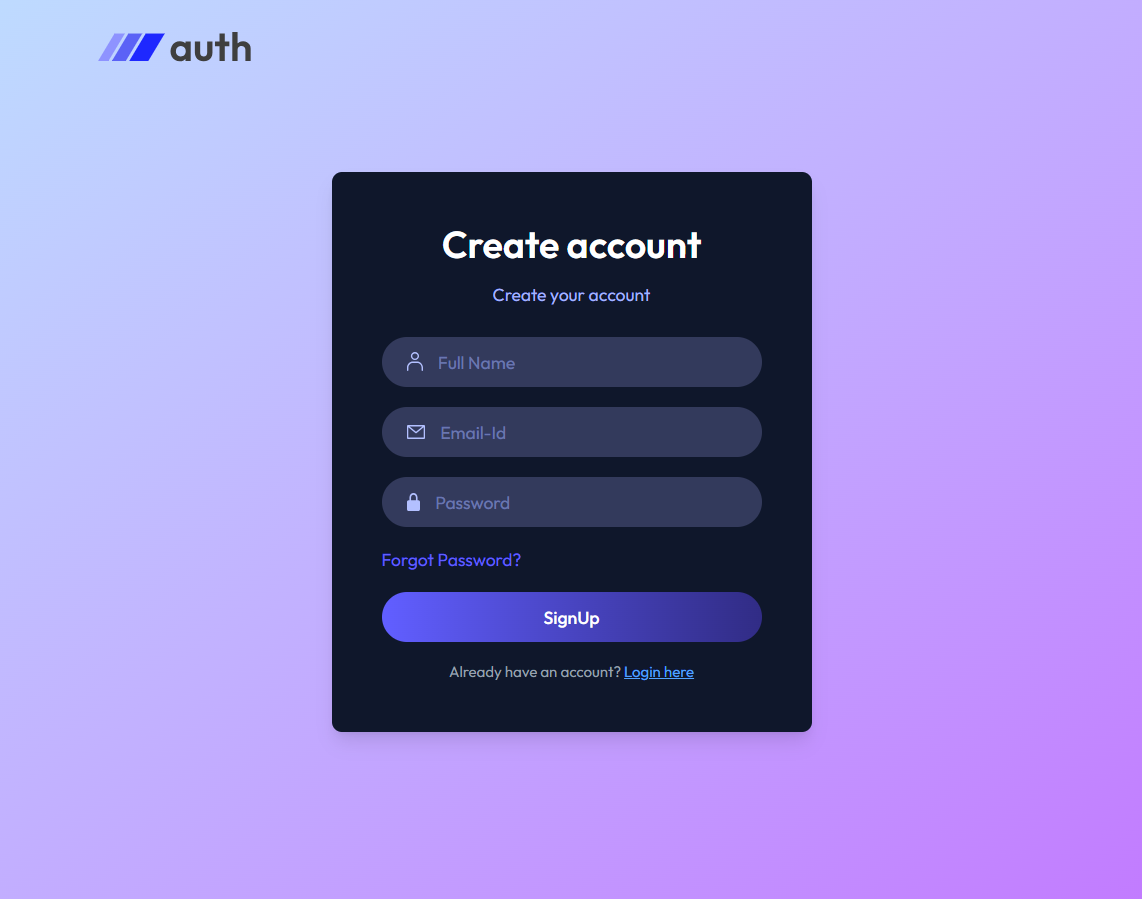 auth
Create account
Create your account
Full Name
Email-Id
Password
Forgot Password?
SignUp
Already have an account? Login here